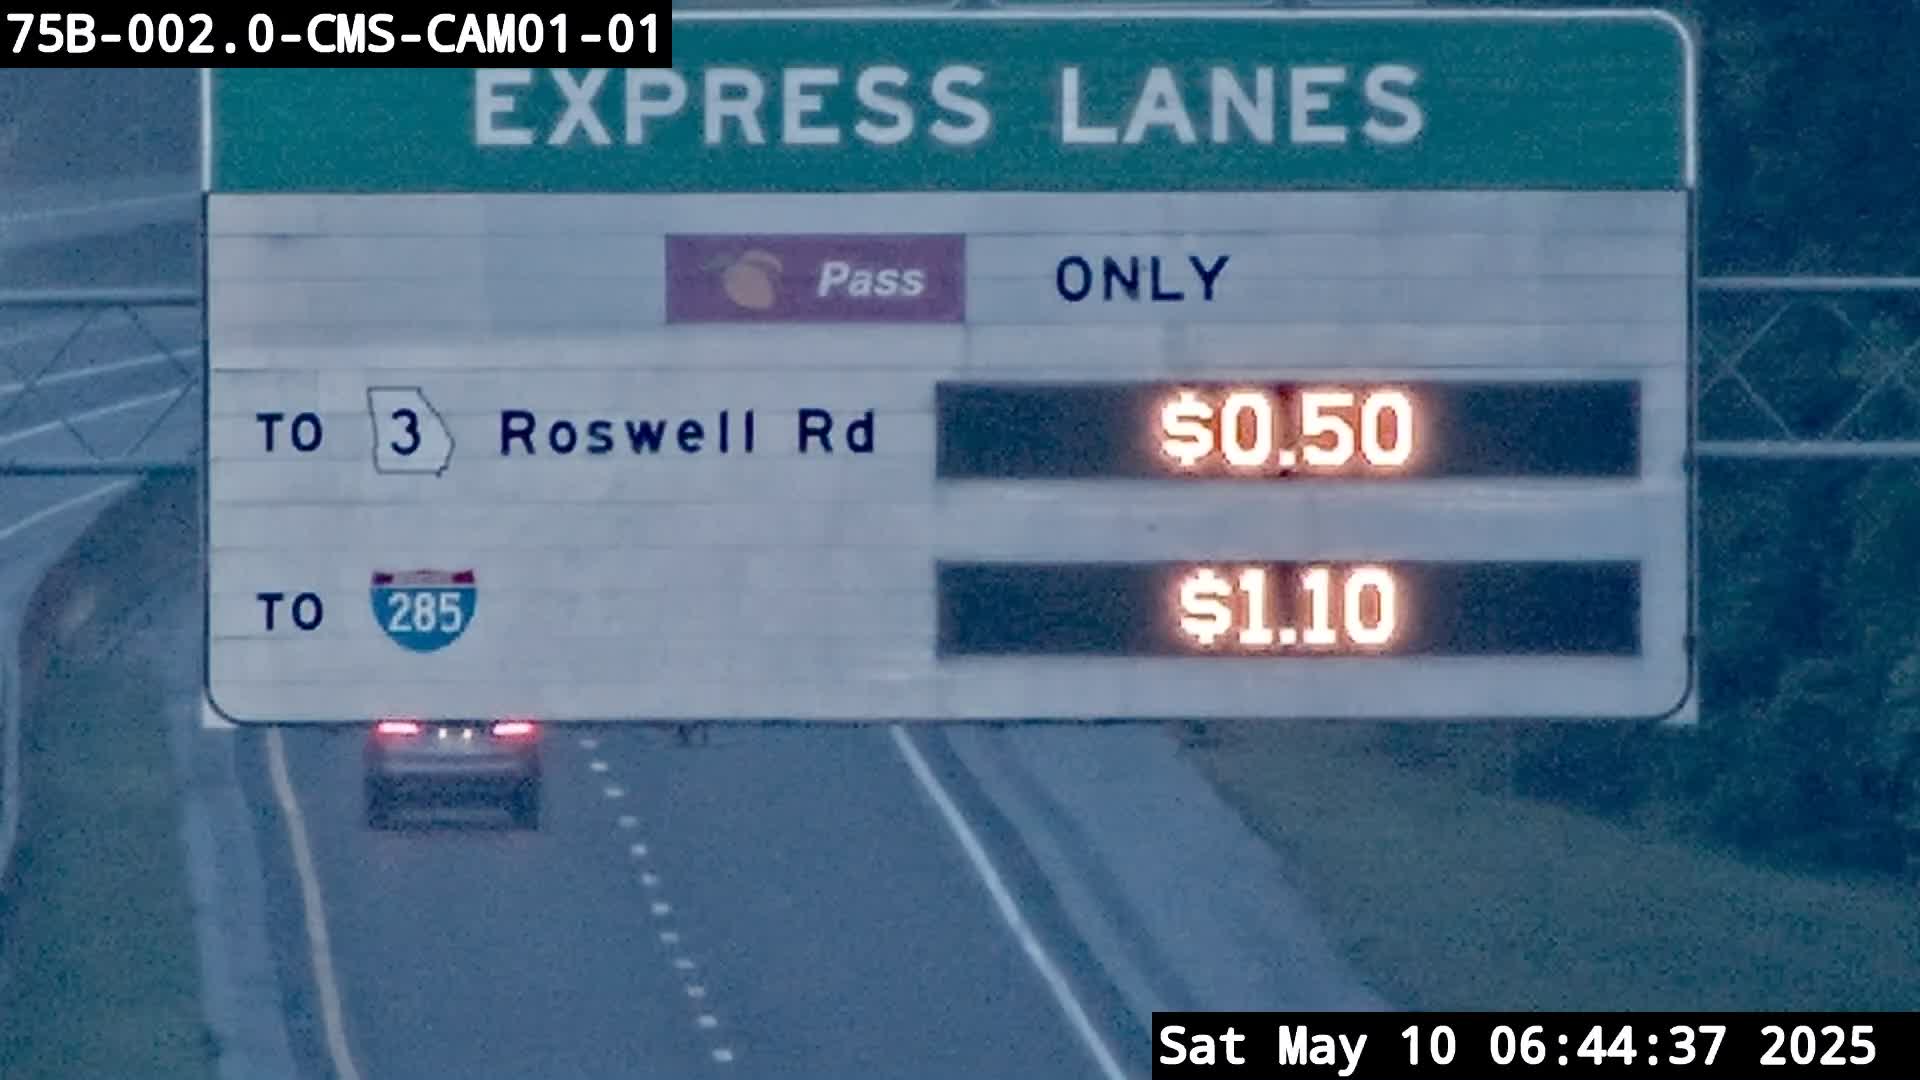 75B-002.0-CMS-CAM01-01
EXPRESS LANES
Pass ONLY
TO 3 Roswell Rd $0.50
TO 285 $1.10
Sat May 10 06:44:37 2025